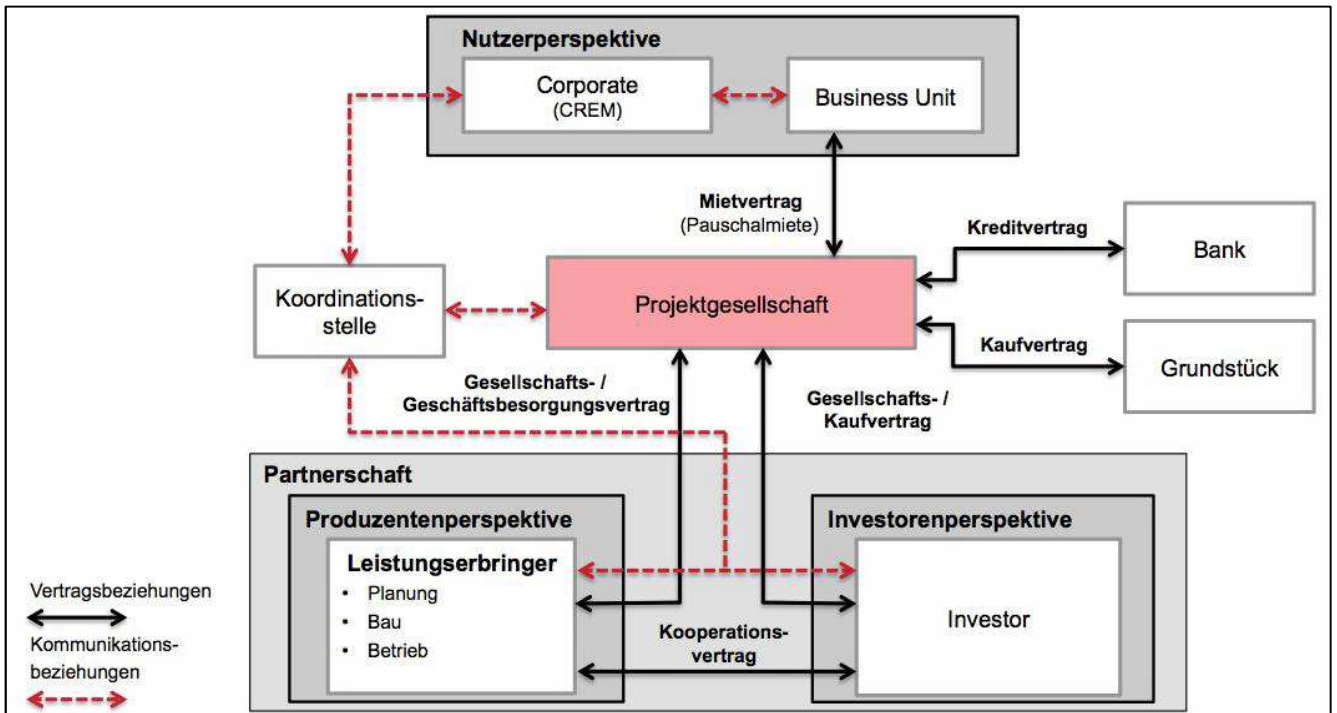 Nutzerperspektive
Corporate
(CREM)
Business Unit
Mietvertrag
(Pauschalmiete)
Kreditvertrag
Bank
Koordinations-
stelle
Projektgesellschaft
Kaufvertrag
Grundstück
Gesellschafts- /
Geschäftsbesorgungsvertrag
Gesellschafts- /
Kaufvertrag
Partnerschaft
Produzentenperspektive
Investorenperspektive
Leistungserbringer
• Planung
• Bau
• Betrieb
Investor
Kooperations-
vertrag
Vertragsbeziehungen
Kommunikations-
beziehungen